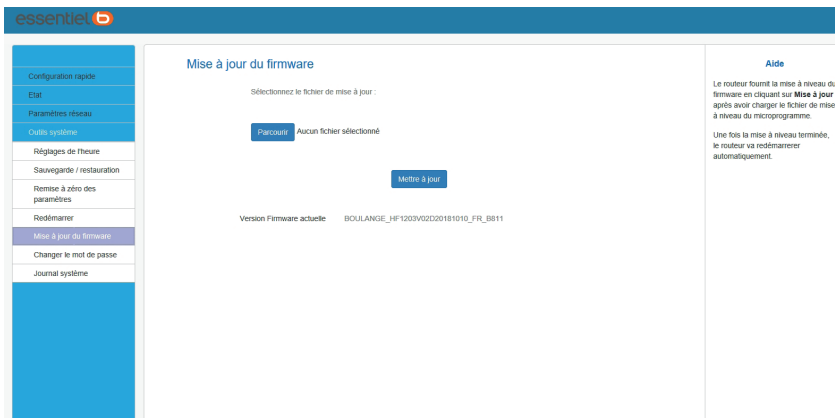 essentiel b
Configuration rapide
Etat
Paramètres réseau
Outils système
Réglages de l'heure
Sauvegarde / restauration
Remise à zéro des
paramètres
Redémarrer
Mise à jour du firmware
Changer le mot de passe
Journal système
Mise à jour du firmware
Sélectionnez le fichier de mise à jour :
Parcourir Aucun fichier sélectionné
Mettre à jour
Version Firmware actuelle BOULANGE_HF1203V02D20181010_FR_B811
Aide
Le routeur fournit la mise à niveau du
firmware en cliquant sur Mise à jour
après avoir charger le fichier de mise
à niveau du microprogramme.
Une fois la mise à niveau terminée,
le routeur va redémarrerer
automatiquement.